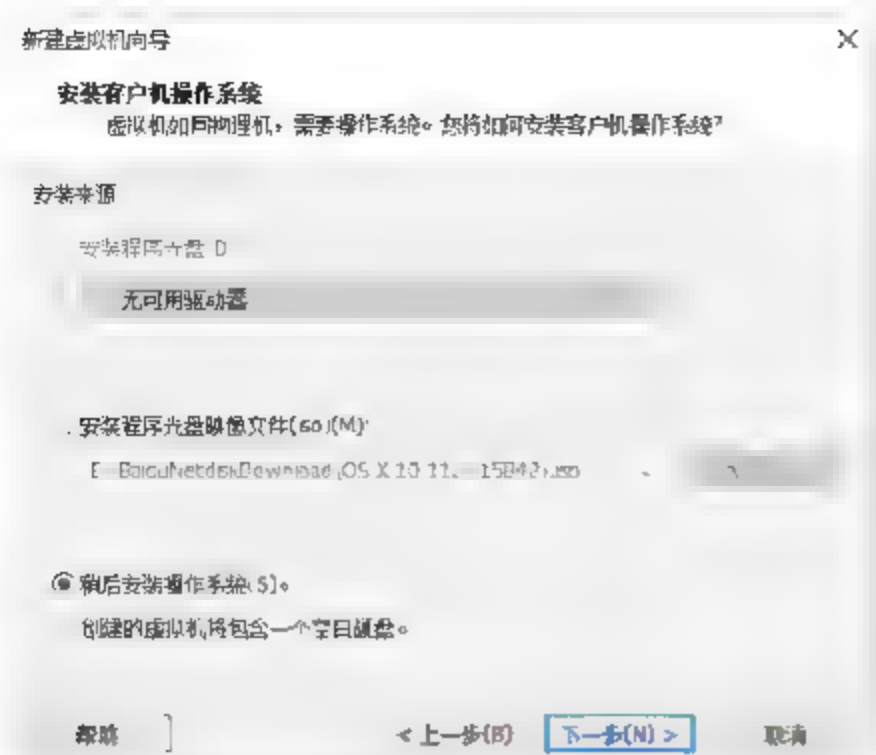 新建虚拟机向导
安装客户机操作系统
虚拟机如同物理机，需要操作系统。您将如何安装客户机操作系统?
安装来源
安装程序光盘 D
无可用驱动器
安装程序光盘映像文件(iso)(M)
BaiduNetdiskDownload OS X 10 11
稍后安装操作系统(S)。
创建的虚拟机将包含一个空白硬盘。
帮助
< 上一步(B)
下一步(N) >
取消